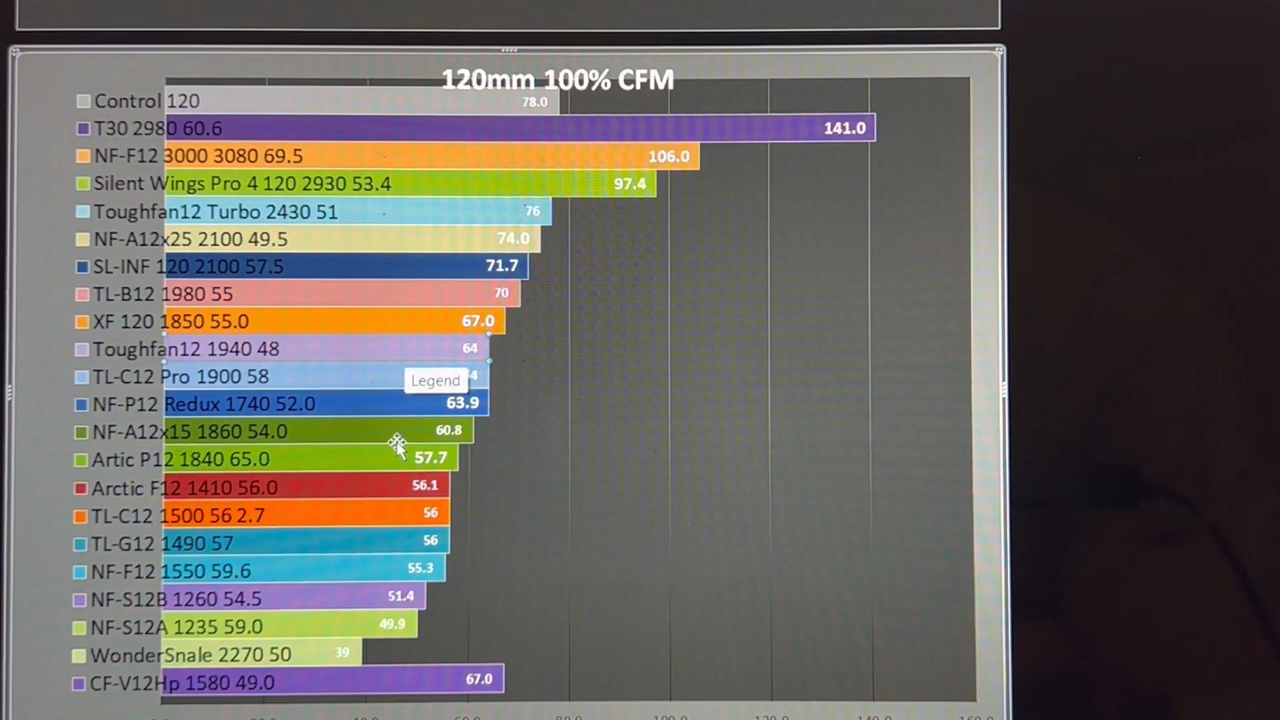 120mm 100% CFM
Control 120 78.0
T30 2980 60.6 141.0
NF-F12 3000 3080 69.5 106.0
Silent Wings Pro 4 120 2930 53.4 97.4
Toughfan12 Turbo 2430 51 76
NF-A12x25 2100 49.5 74.0
SL-INF 120 2100 57.5 71.7
TL-B12 1980 55 70
XF 120 1850 55.0 67.0
Toughfan12 1940 48 64
TL-C12 Pro 1900 58
Legend
NF-P12 Redux 1740 52.0 63.9
NF-A12x15 1860 54.0 60.8
Artic P12 1840 65.0 57.7
Arctic F12 1410 56.0 56.1
TL-C12 1500 56 2.7 56
TL-G12 1490 57 56
NF-F12 1550 59.6 55.3
NF-S12B 1260 54.5 51.4
NF-S12A 1235 59.0 49.9
WonderSnale 2270 50 39
CF-V12Hp 1580 49.0 67.0